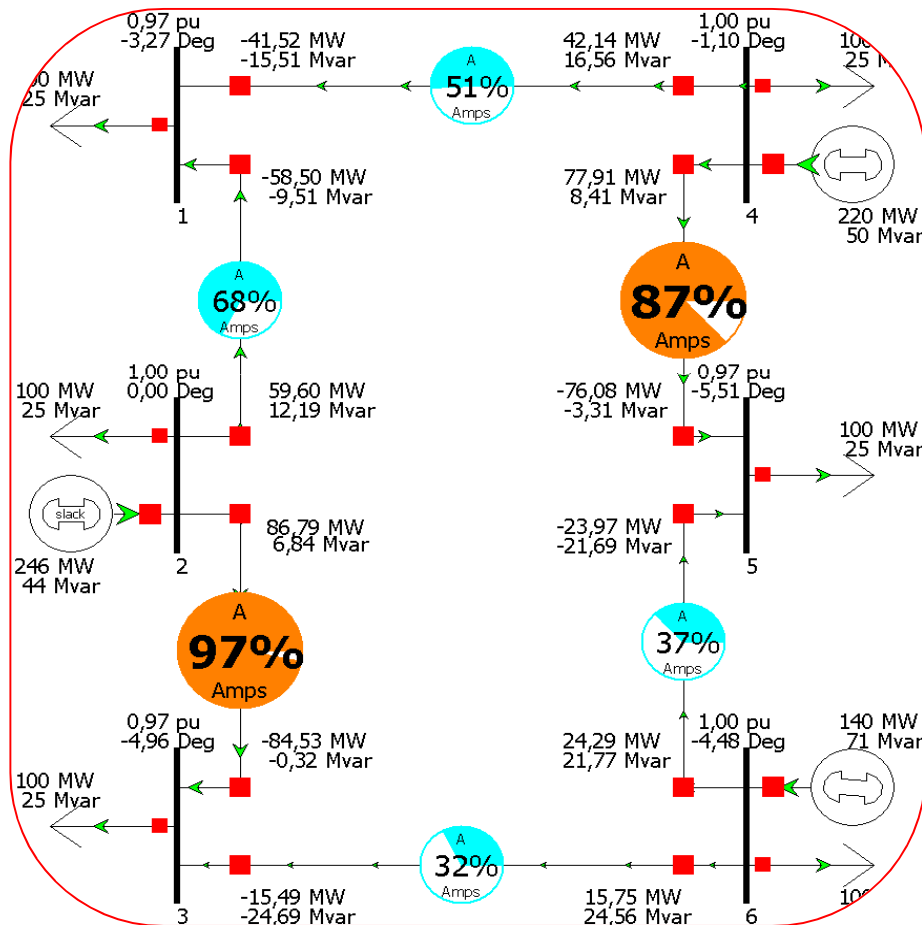 0,97 pu
-3,27 Deg
-41,52 MW
-15,51 Mvar
A
51%
Amps
42,14 MW
16,56 Mvar
1,00 pu
-1,10 Deg
25 Mvar
MW
25 Mvar
-58,50 MW
-9,51 Mvar
1
77,91 MW
8,41 Mvar
4
220 MW
50 Mvar
A
68%
Amps
A
87%
Amps
1,00 pu
0,00 Deg
100 MW
25 Mvar
59,60 MW
12,19 Mvar
-76,08 MW
-3,31 Mvar
0,97 pu
-5,51 Deg
100 MW
25 Mvar
slack
246 MW
44 Mvar
86,79 MW
6,84 Mvar
2
-23,97 MW
-21,69 Mvar
5
A
97%
Amps
A
37%
Amps
0,97 pu
-4,96 Deg
-84,53 MW
-0,32 Mvar
24,29 MW
21,77 Mvar
1,00 pu
-4,48 Deg
140 MW
71 Mvar
100 MW
25 Mvar
A
32%
Amps
3
-15,49 MW
-24,69 Mvar
15,75 MW
24,56 Mvar
6